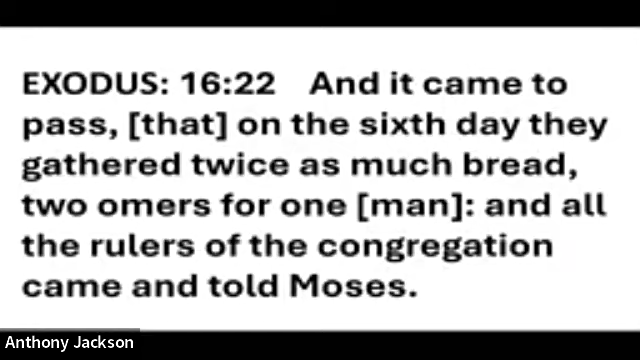 EXODUS: 16:22 And it came to
pass, [that] on the sixth day they
gathered twice as much bread,
two omers for one [man]: and all
the rulers of the congregation
came and told Moses.
Anthony Jackson